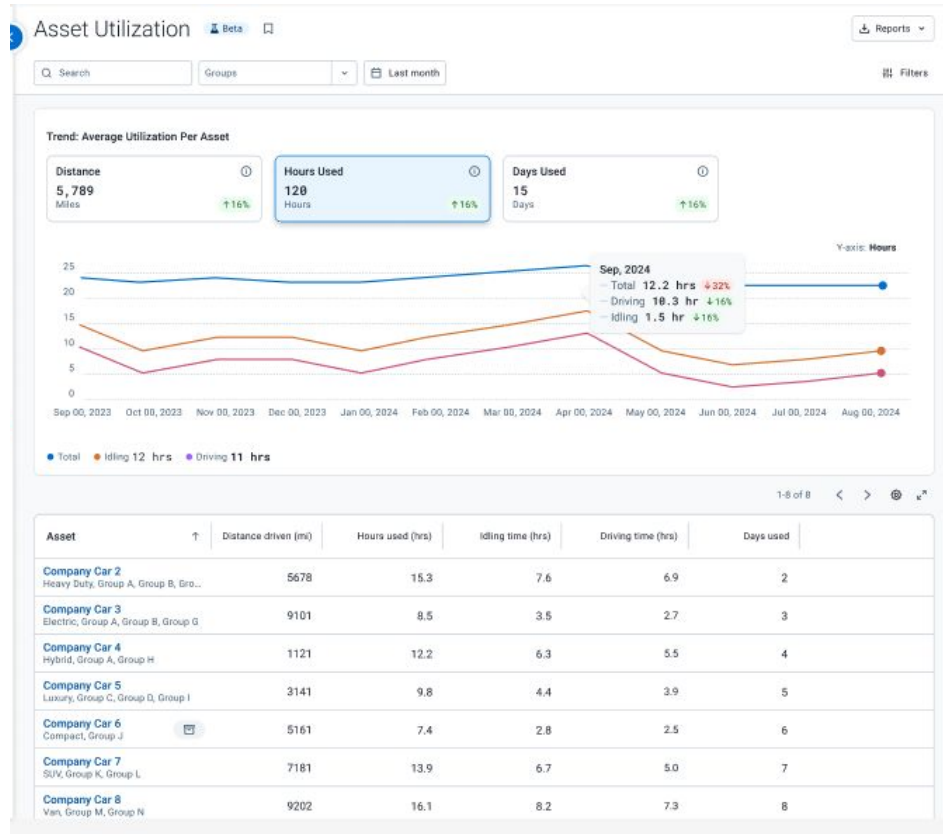 Asset Utilization Beta
Reports
Search Groups Last month Filters
Trend: Average Utilization Per Asset
Distance Hours Used Days Used
5,789 120 15
Miles ↑16% Hours ↑16% Days ↑16%
Y-axis: Hours
25
20
15
10
5
0
Sep, 2024
Total 12.2 hrs ↓32%
Driving 10.3 hr ↓16%
Idling 1.5 hr ↓16%
Sep 00, 2023 Oct 00, 2023 Nov 00, 2023 Dec 00, 2023 Jan 00, 2024 Feb 00, 2024 Mar 00, 2024 Apr 00, 2024 May 00, 2024 Jun 00, 2024 Jul 00, 2024 Aug 00, 2024
Total Idling 12 hrs Driving 11 hrs
1-8 of 8
Asset ↑ Distance driven (mi) Hours used (hrs) Idling time (hrs) Driving time (hrs) Days used
Company Car 2 5678 15.3 7.6 6.9 2
Heavy Duty, Group A, Group B, Gro...
Company Car 3 9101 8.5 3.5 2.7 3
Electric, Group A, Group B, Group G
Company Car 4 1121 12.2 6.3 5.5 4
Hybrid, Group A, Group H
Company Car 5 3141 9.8 4.4 3.9 5
Luxury, Group C, Group D, Group I
Company Car 6 5161 7.4 2.8 2.5 6
Compact, Group J
Company Car 7 7181 13.9 6.7 5.0 7
SUV, Group K, Group L
Company Car 8 9202 16.1 8.2 7.3 8
Van, Group M, Group N